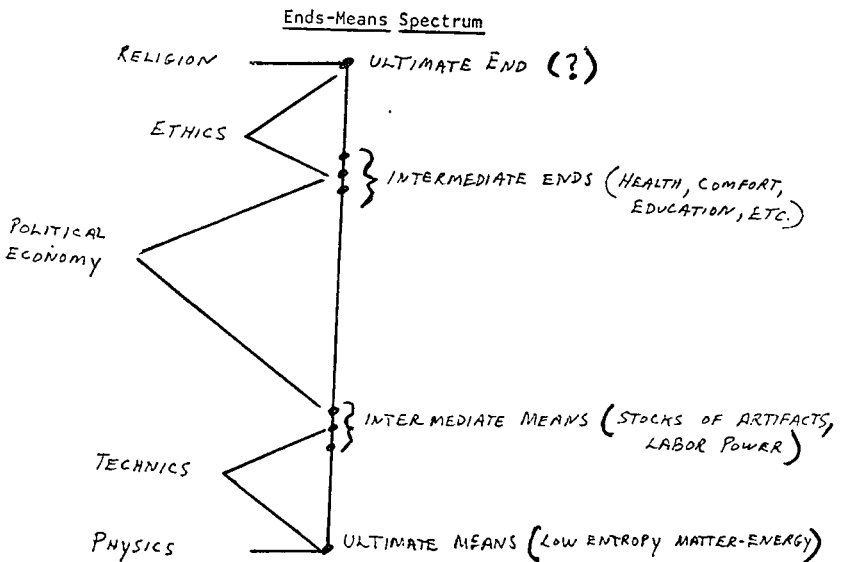 Ends-Means Spectrum
RELIGION
ULTIMATE END (?)
ETHICS
INTERMEDIATE ENDS (HEALTH, COMFORT,
EDUCATION, ETC.)
POLITICAL
ECONOMY
INTERMEDIATE MEANS (STOCKS OF ARTIFACTS,
LABOR POWER)
TECHNICS
PHYSICS
ULTIMATE MEANS (LOW ENTROPY MATTER-ENERGY)